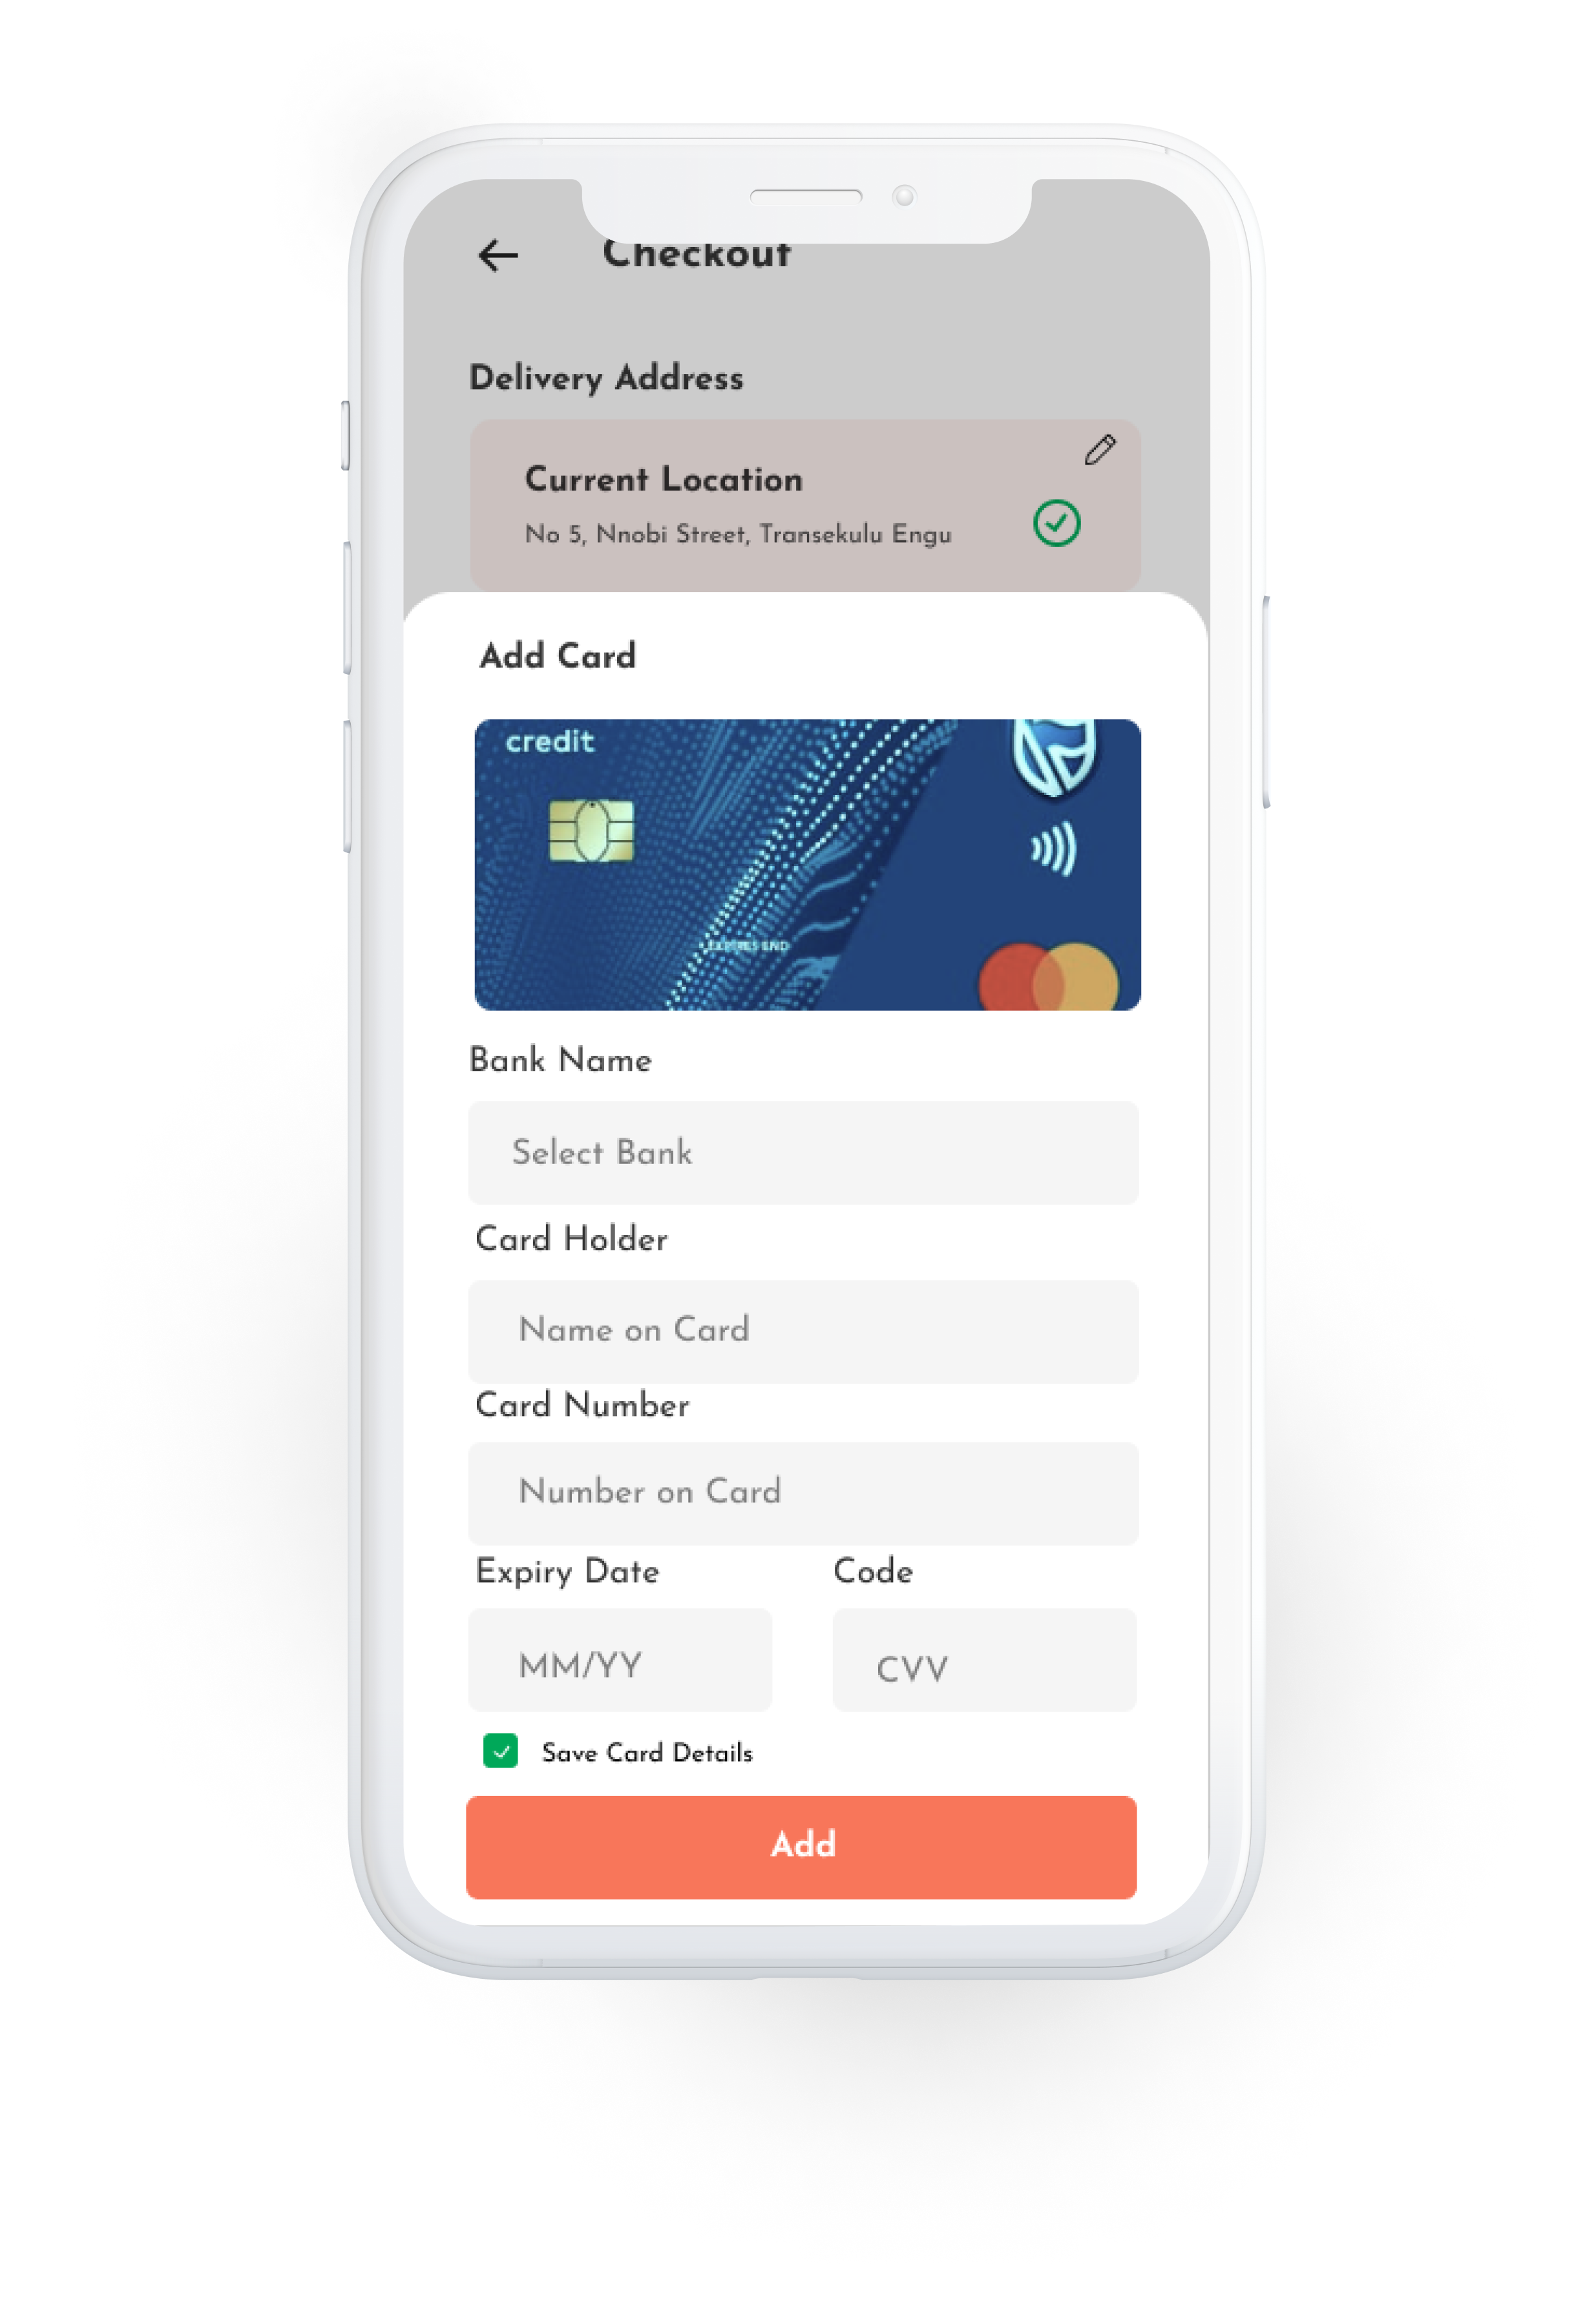 Checkout
Delivery Address
Current Location
No 5, Nnobi Street, Transekulu Engu
Add Card
credit
Bank Name
Select Bank
Card Holder
Name on Card
Card Number
Number on Card
Expiry Date Code
MM/YY CVV
Save Card Details
Add